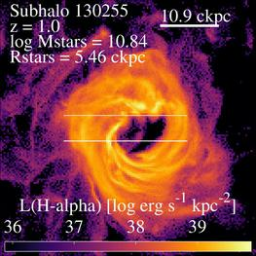 Subhalo 130255
10.9 ckpc
z = 1.0
log Mstars = 10.84
Rstars = 5.46 ckpc
L(H-alpha) [log erg s⁻¹ kpc⁻²]
36 37 38 39